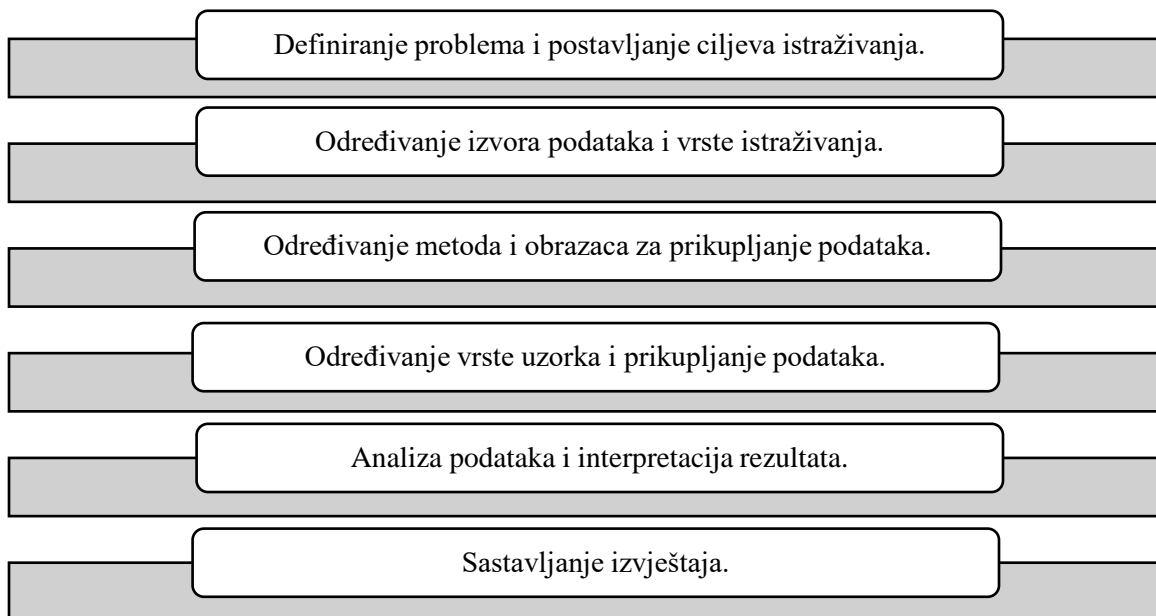 Definiranje problema i postavljanje ciljeva istraživanja.
Određivanje izvora podataka i vrste istraživanja.
Određivanje metoda i obrazaca za prikupljanje podataka.
Određivanje vrste uzorka i prikupljanje podataka.
Analiza podataka i interpretacija rezultata.
Sastavljanje izvještaja.